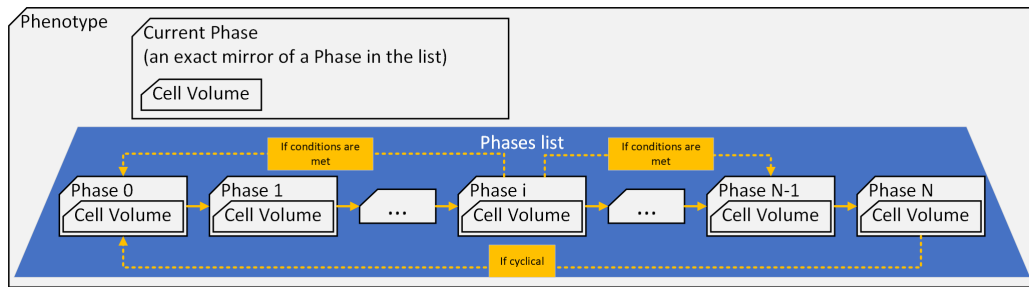 Phenotype
Current Phase
(an exact mirror of a Phase in the list)
Cell Volume
Phases list
If conditions are
met
If conditions are
met
Phase 0
Cell Volume
Phase 1
Cell Volume
...
Phase i
Cell Volume
...
Phase N-1
Cell Volume
Phase N
Cell Volume
If cyclical